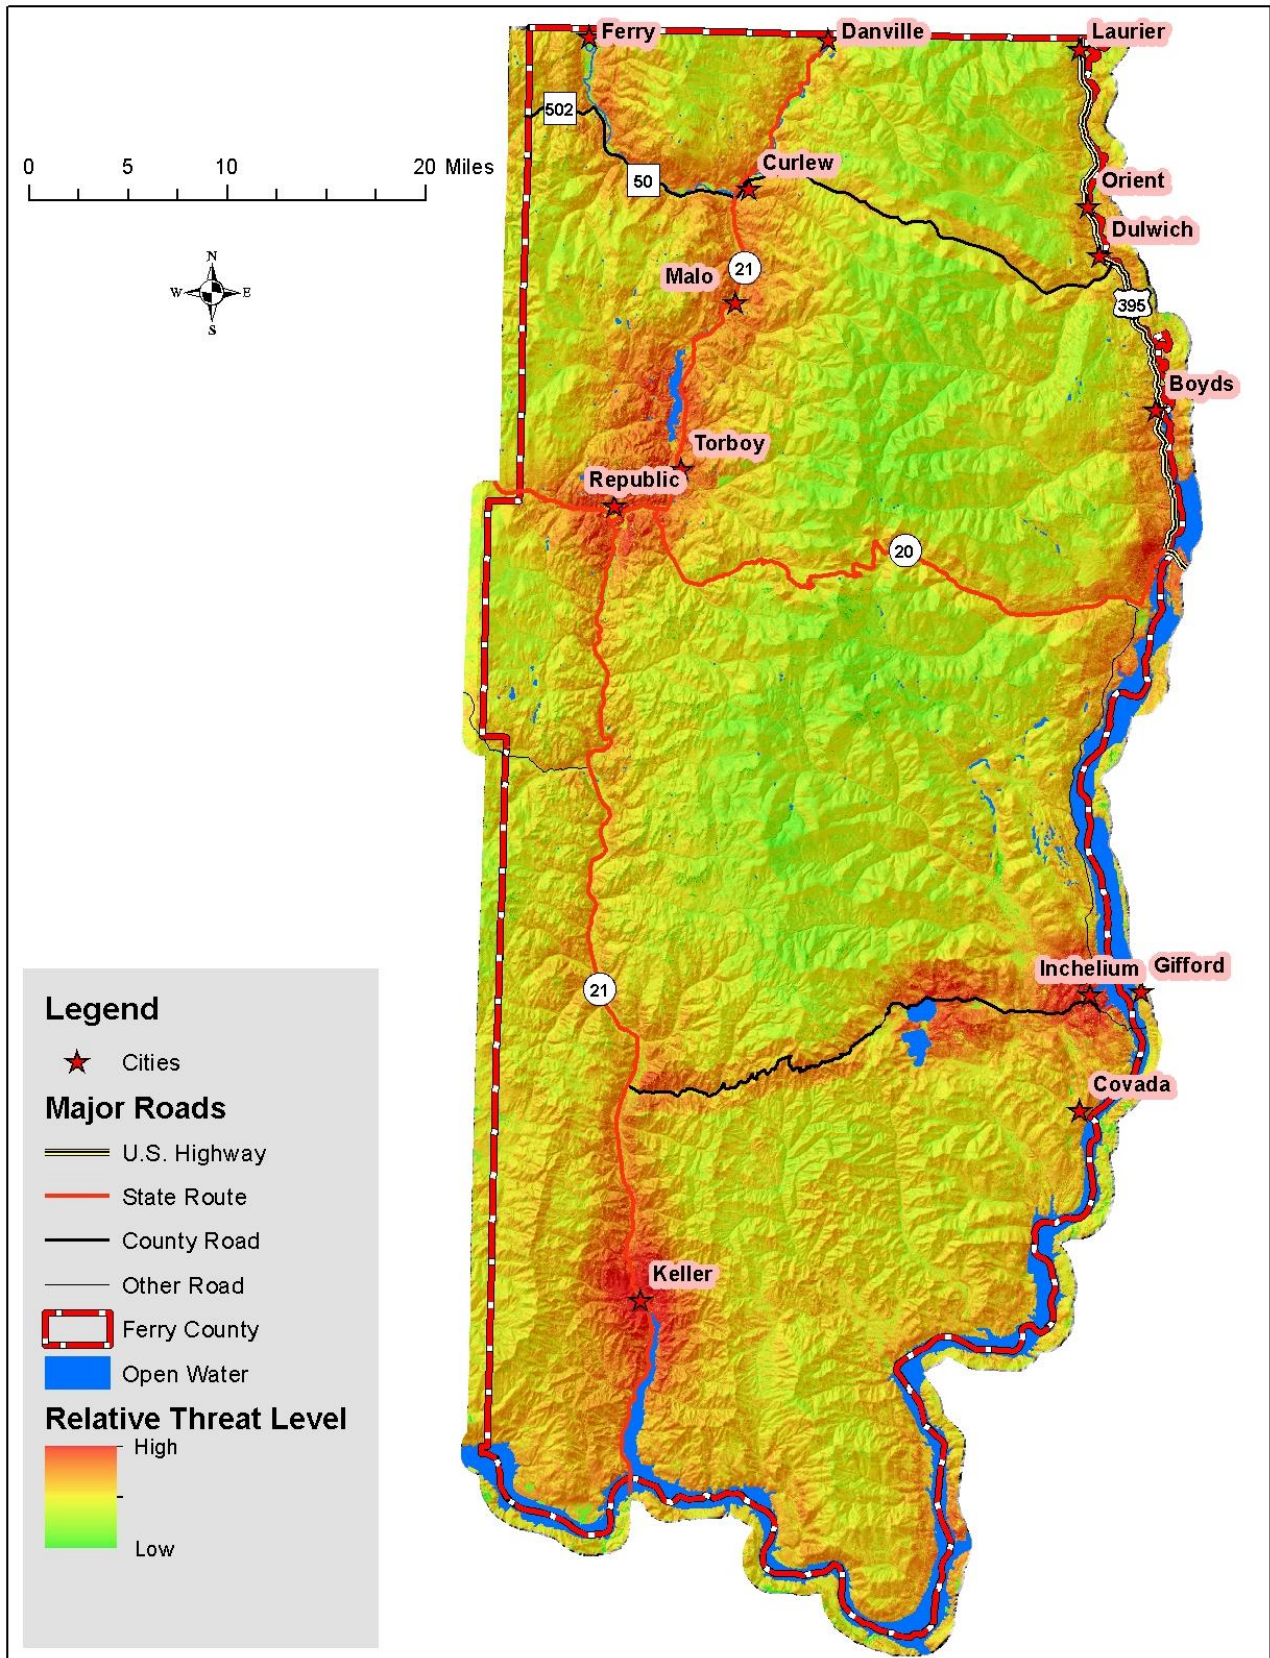 Ferry
Danville
Laurier
502
0 5 10 20 Miles
Curlew
50
Orient
Dulwich
N
W E
S
Malo
21
395
Boyds
Torboy
Republic
20
Inchelium Gifford
21
Covada
Keller
Legend
Cities
Major Roads
U.S. Highway
State Route
County Road
Other Road
Ferry County
Open Water
Relative Threat Level
High
Low